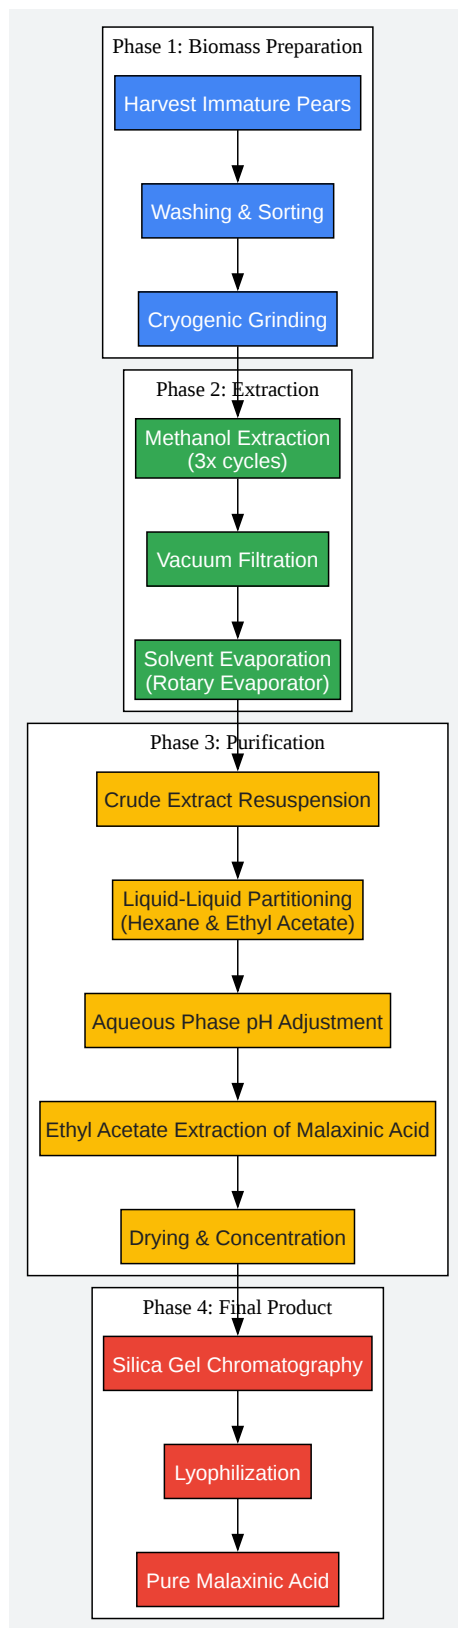 Phase 1: Biomass Preparation
Harvest Immature Pears
Washing & Sorting
Cryogenic Grinding
Phase 2: Extraction
Methanol Extraction
(3x cycles)
Vacuum Filtration
Solvent Evaporation
(Rotary Evaporator)
Phase 3: Purification
Crude Extract Resuspension
Liquid-Liquid Partitioning
(Hexane & Ethyl Acetate)
Aqueous Phase pH Adjustment
Ethyl Acetate Extraction of Malaxinic Acid
Drying & Concentration
Phase 4: Final Product
Silica Gel Chromatography
Lyophilization
Pure Malaxinic Acid